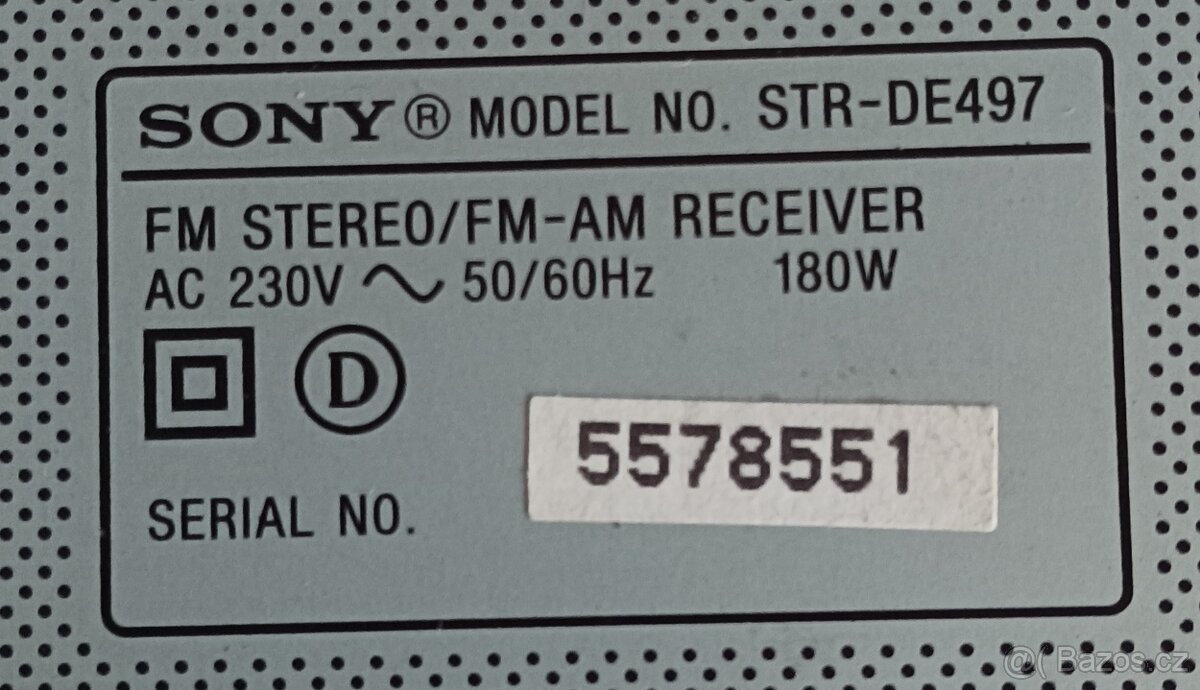 SONY® MODEL NO. STR-DE497
FM STEREO/FM-AM RECEIVER
AC 230V ~ 50/60Hz 180W
D
5578551
SERIAL NO.
@( Bazos.cz